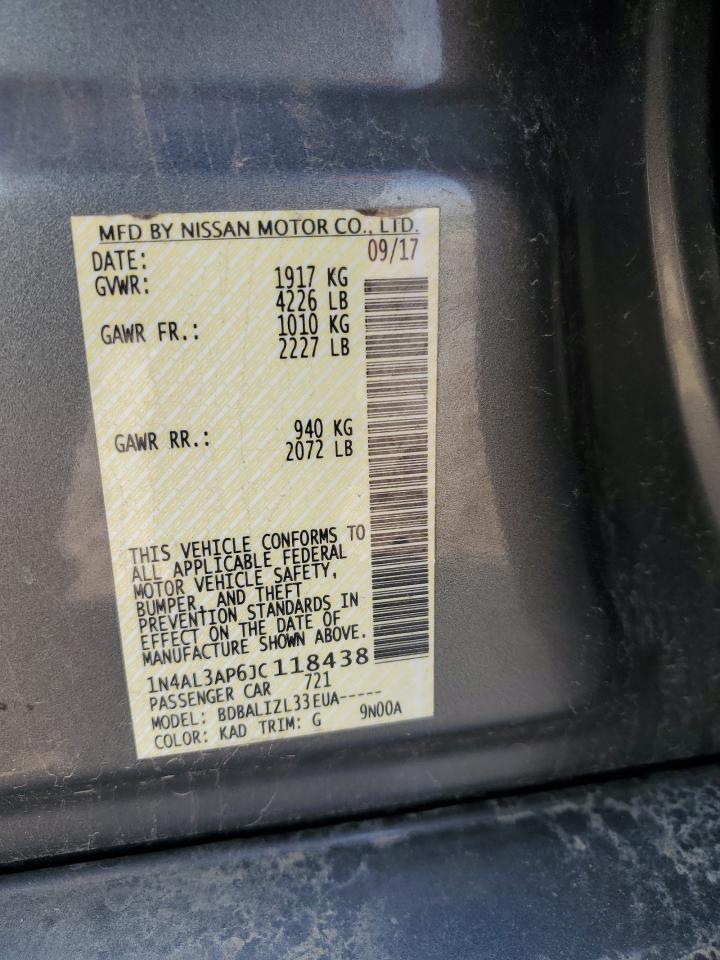 MFD BY NISSAN MOTOR CO., LTD.
DATE: 09/17
GVWR: 1917 KG
4226 LB
GAWR FR.: 1010 KG
2227 LB
GAWR RR.: 940 KG
2072 LB
THIS VEHICLE CONFORMS TO
ALL APPLICABLE FEDERAL
MOTOR VEHICLE SAFETY,
BUMPER, AND THEFT
PREVENTION STANDARDS IN
EFFECT ON THE DATE OF
MANUFACTURE SHOWN ABOVE.
1N4AL3AP6JC118438
PASSENGER CAR 721
MODEL: BDBALIZL33EUA-----
COLOR: KAD TRIM: G 9N00A